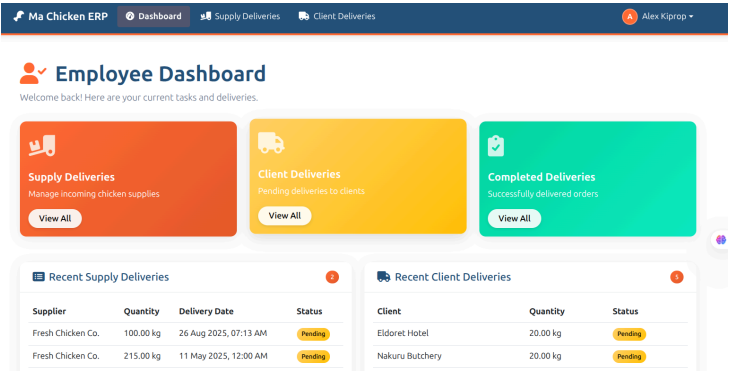 Ma Chicken ERP Dashboard Supply Deliveries Client Deliveries A Alex Kiprop
Employee Dashboard
Welcome back! Here are your current tasks and deliveries.
Supply Deliveries
Manage incoming chicken supplies
View All
Client Deliveries
Pending deliveries to clients
View All
Completed Deliveries
Successfully delivered orders
View All
Recent Supply Deliveries 2
Supplier Quantity Delivery Date Status
Fresh Chicken Co. 100.00 kg 26 Aug 2025, 07:13 AM Pending
Fresh Chicken Co. 215.00 kg 11 May 2025, 12:00 AM Pending
Recent Client Deliveries 5
Client Quantity Status
Eldoret Hotel 20.00 kg Pending
Nakuru Butchery 20.00 kg Pending